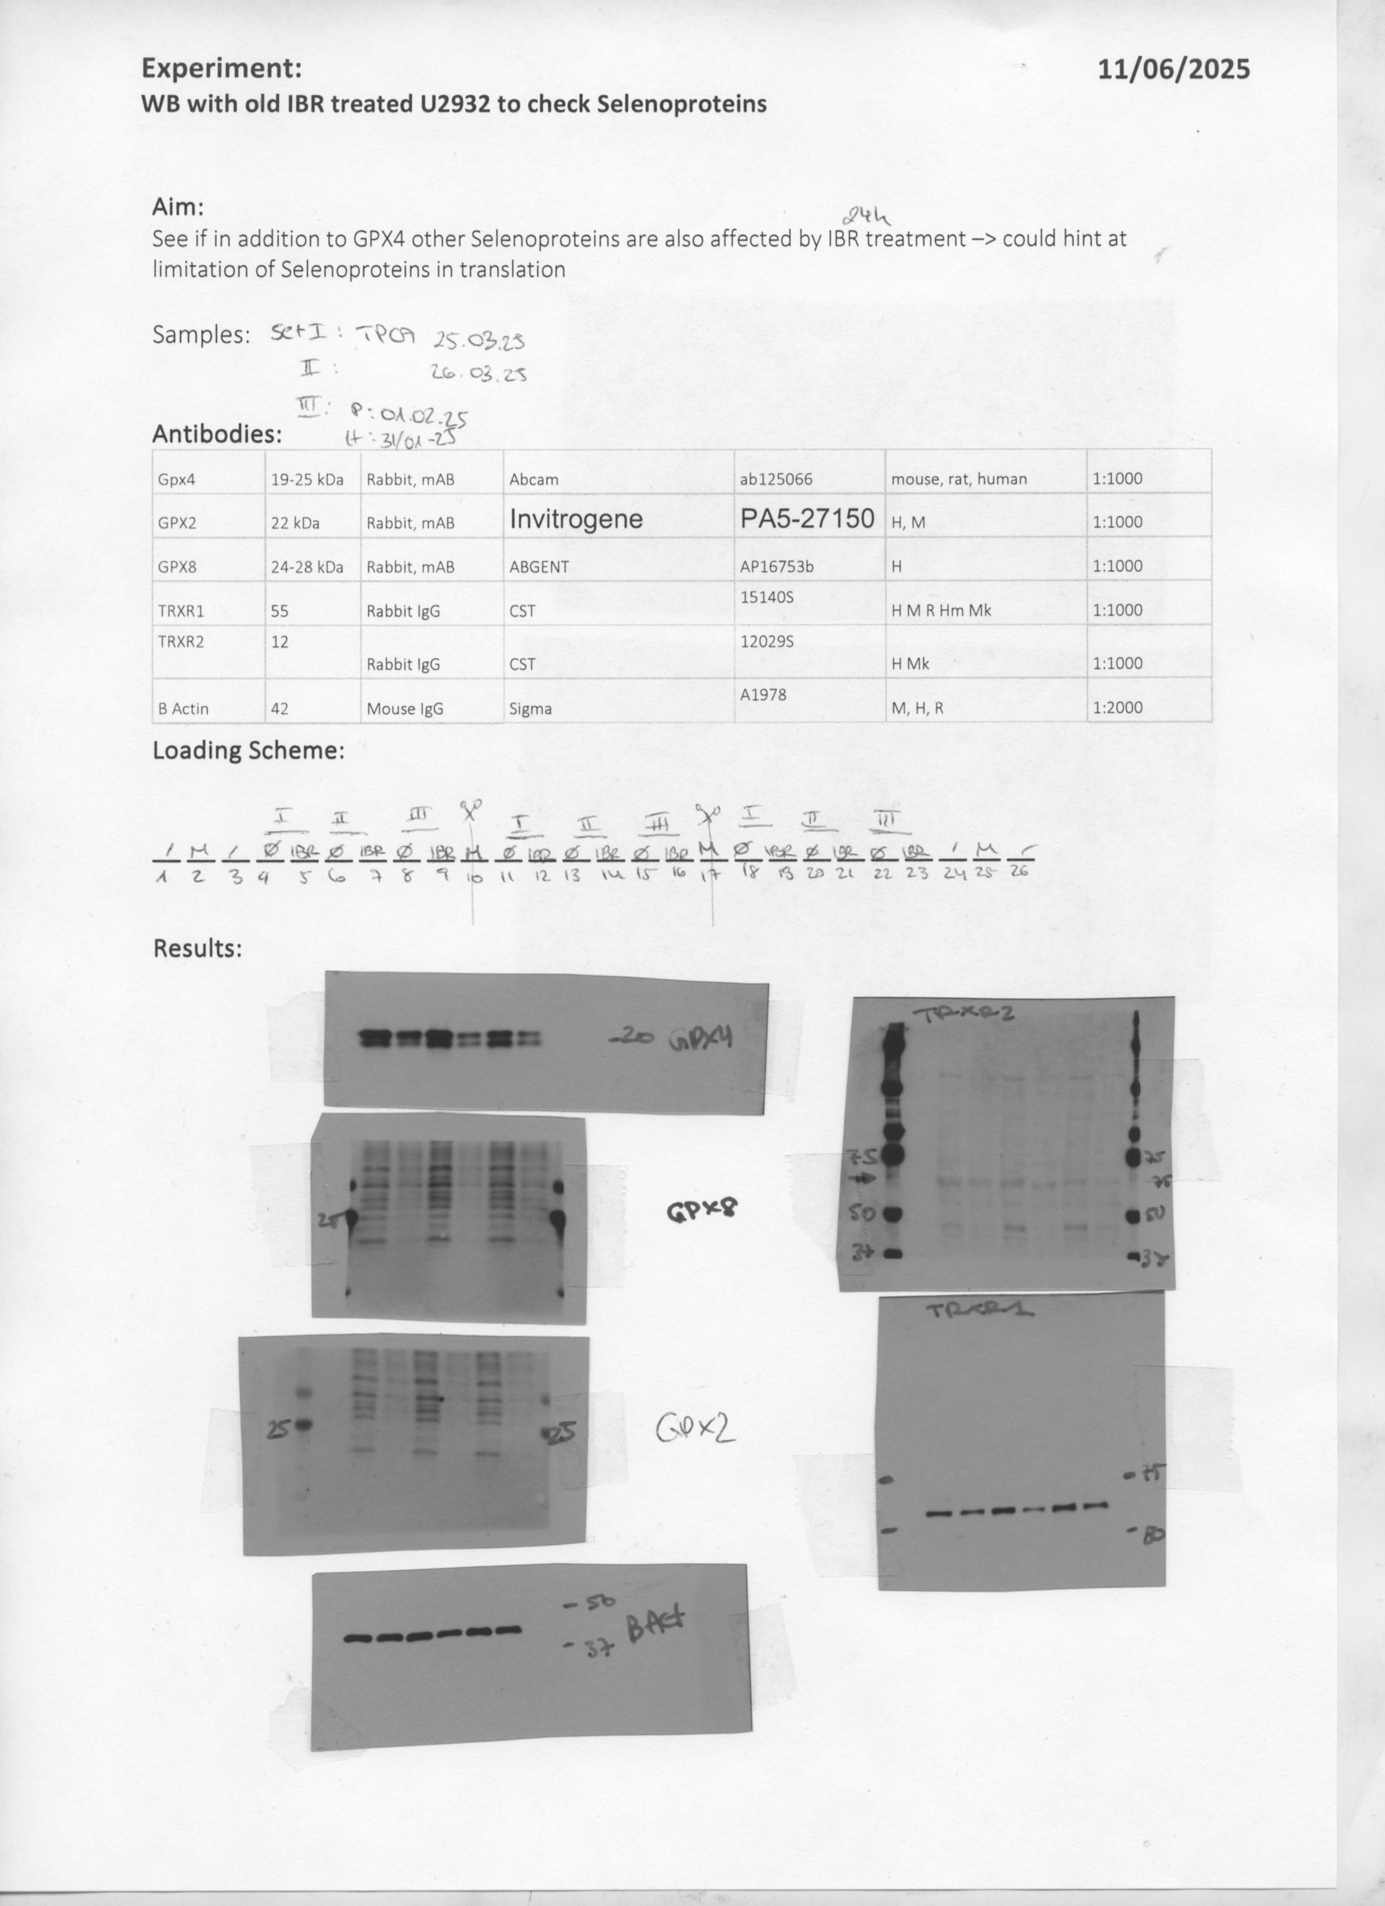 Experiment:
11/06/2025
WB with old IBR treated U2932 to check Selenoproteins
Aim:
24h
See if in addition to GPX4 other Selenoproteins are also affected by IBR treatment –> could hint at
limitation of Selenoproteins in translation
Samples: Set I : TP09 25.03.25
II : 26.03.25
III : P:01.02.25
H:31/01-25
Antibodies:
Gpx4 19-25 kDa Rabbit, mAB Abcam ab125066 mouse, rat, human 1:1000
GPX2 22 kDa Rabbit, mAB Invitrogene PA5-27150 H, M 1:1000
GPX8 24-28 kDa Rabbit, mAB ABGENT AP16753b H 1:1000
TRXR1 55 Rabbit IgG CST 15140S H M R Hm Mk 1:1000
TRXR2 12 Rabbit IgG CST 12029S H Mk 1:1000
B Actin 42 Mouse IgG Sigma A1978 M, H, R 1:2000
Loading Scheme:
I II III I II III I II III
/ M / Ø IBR Ø IBR Ø IBR M Ø IBR Ø IBR Ø IBR M Ø IBR Ø IBR Ø IBR / M /
1 2 3 4 5 6 7 8 9 10 11 12 13 14 15 16 17 18 19 20 21 22 23 24 25 26
Results:
-20 GPX4
TRXR2
75 75
75
50 50
37 37
25
GPX8
TRXR1
- 75
- 50
25 25
GPX2
- 50
BAct
- 37